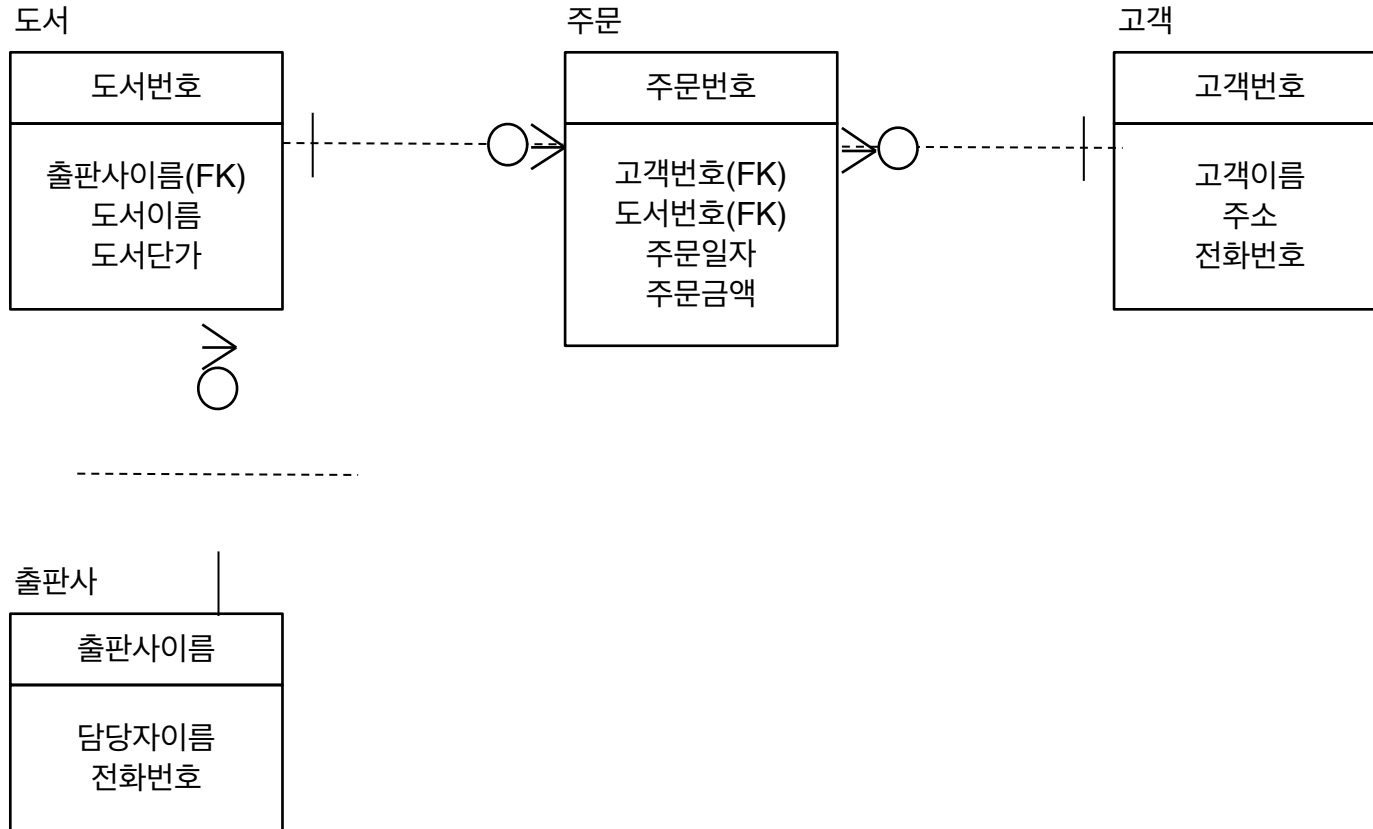 도서
도서번호
출판사이름(FK)
도서이름
도서단가
주문
주문번호
고객번호(FK)
도서번호(FK)
주문일자
주문금액
고객
고객번호
고객이름
주소
전화번호
출판사
출판사이름
담당자이름
전화번호